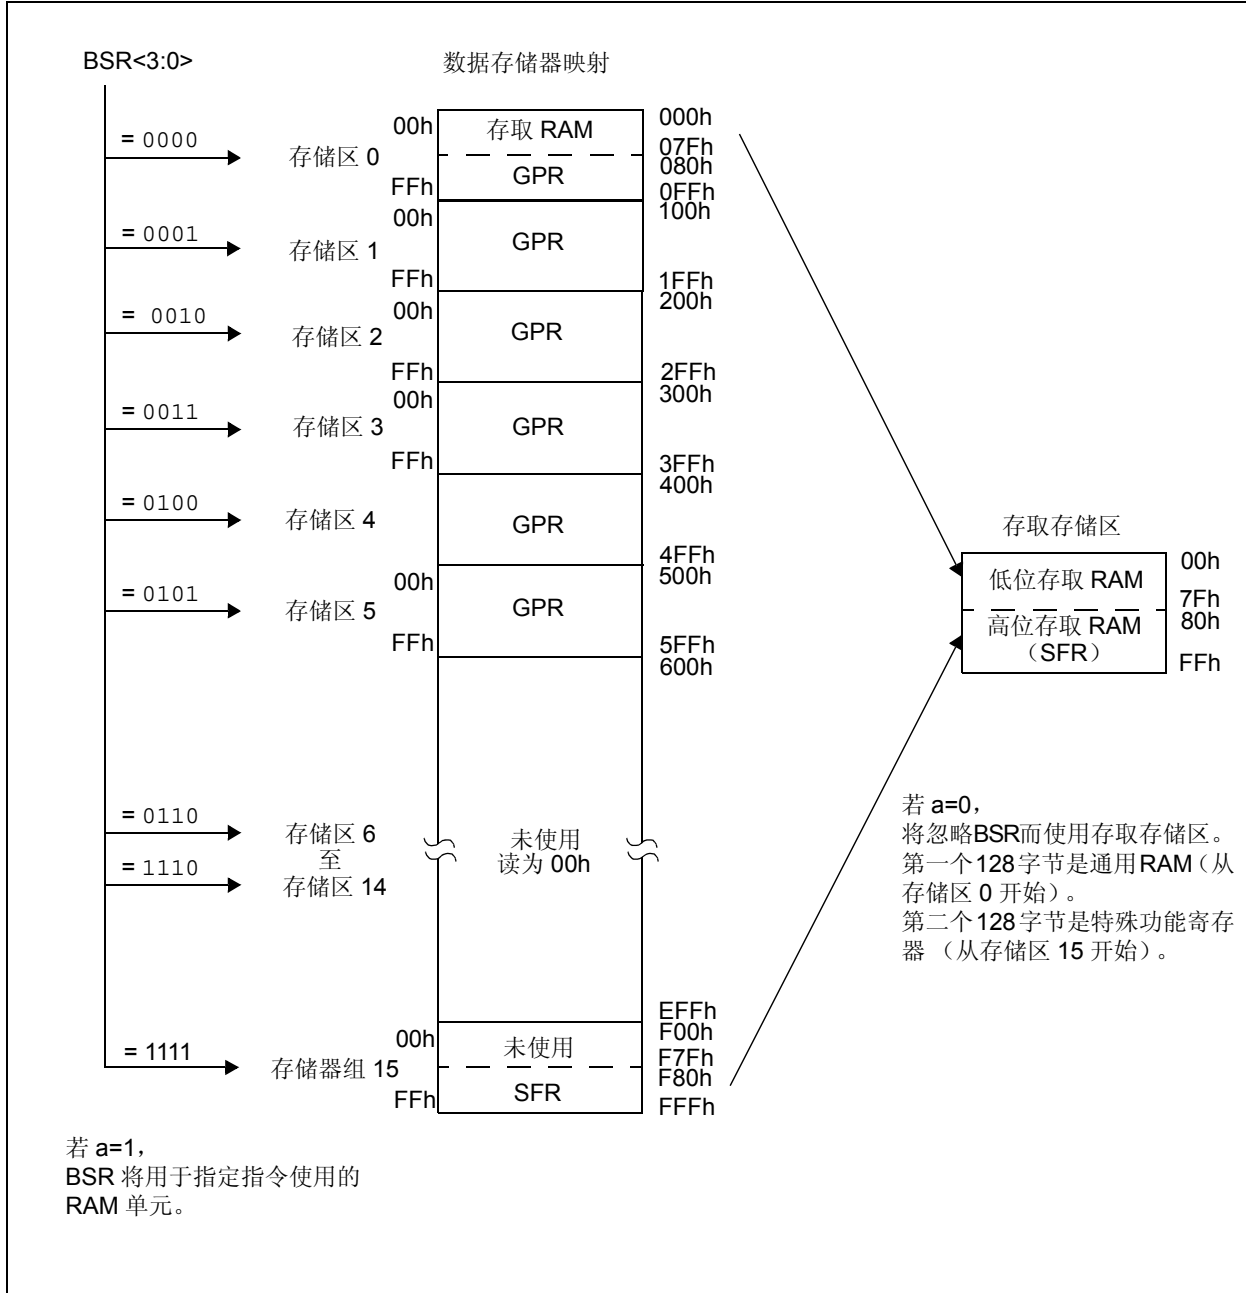 BSR<3:0>
数据存储器映射
= 0000
存储区 0
00h
存取 RAM
000h
07Fh
080h
FFh
GPR
0FFh
100h
= 0001
存储区 1
00h
GPR
FFh
1FFh
200h
= 0010
存储区 2
00h
GPR
FFh
2FFh
300h
= 0011
存储区 3
00h
GPR
FFh
3FFh
400h
= 0100
存储区 4
GPR
4FFh
500h
= 0101
存储区 5
00h
GPR
FFh
5FFh
600h
= 0110
存储区 6
至
= 1110
存储区 14
未使用
读为 00h
EFFh
F00h
= 1111
存储器组 15
00h
未使用
F7Fh
F80h
FFh
SFR
FFFh
存取存储区
低位存取 RAM
00h
7Fh
高位存取 RAM
（SFR）
80h
FFh
若 a=0，
将忽略BSR而使用存取存储区。
第一个128字节是通用RAM（从
存储区 0 开始）。
第二个128字节是特殊功能寄存
器 （从存储区 15 开始）。
若 a=1，
BSR 将用于指定指令使用的
RAM 单元。